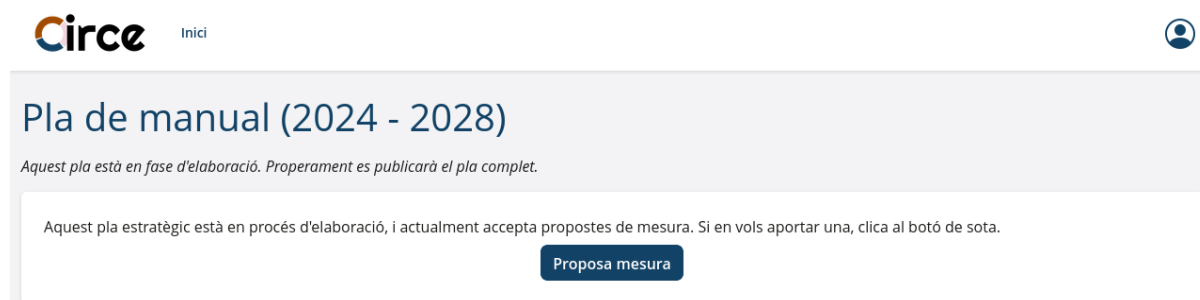 Circe
Inici
Pla de manual (2024 - 2028)
Aquest pla està en fase d'elaboració. Properament es publicarà el pla complet.
Aquest pla estratègic està en procés d'elaboració, i actualment accepta propostes de mesura. Si en vols aportar una, clica al botó de sota.
Proposa mesura